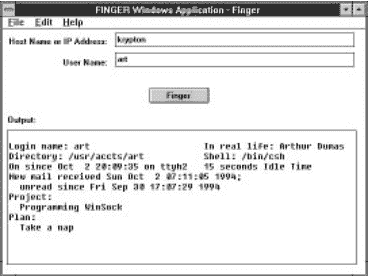 FINGER Windows Application - Finger
File Edit Help
Host Name or IP Address: krypton
User Name: art
Finger
Output:
Login name: art In real life: Arthur Dumas
Directory: /usr/accts/art Shell: /bin/csh
On since Oct 2 20:09:35 on ttyh2 15 seconds Idle Time
New mail received Sun Oct 2 07:11:05 1994;
unread since Fri Sep 30 17:07:29 1994
Project:
Programming WinSock
Plan:
Take a nap